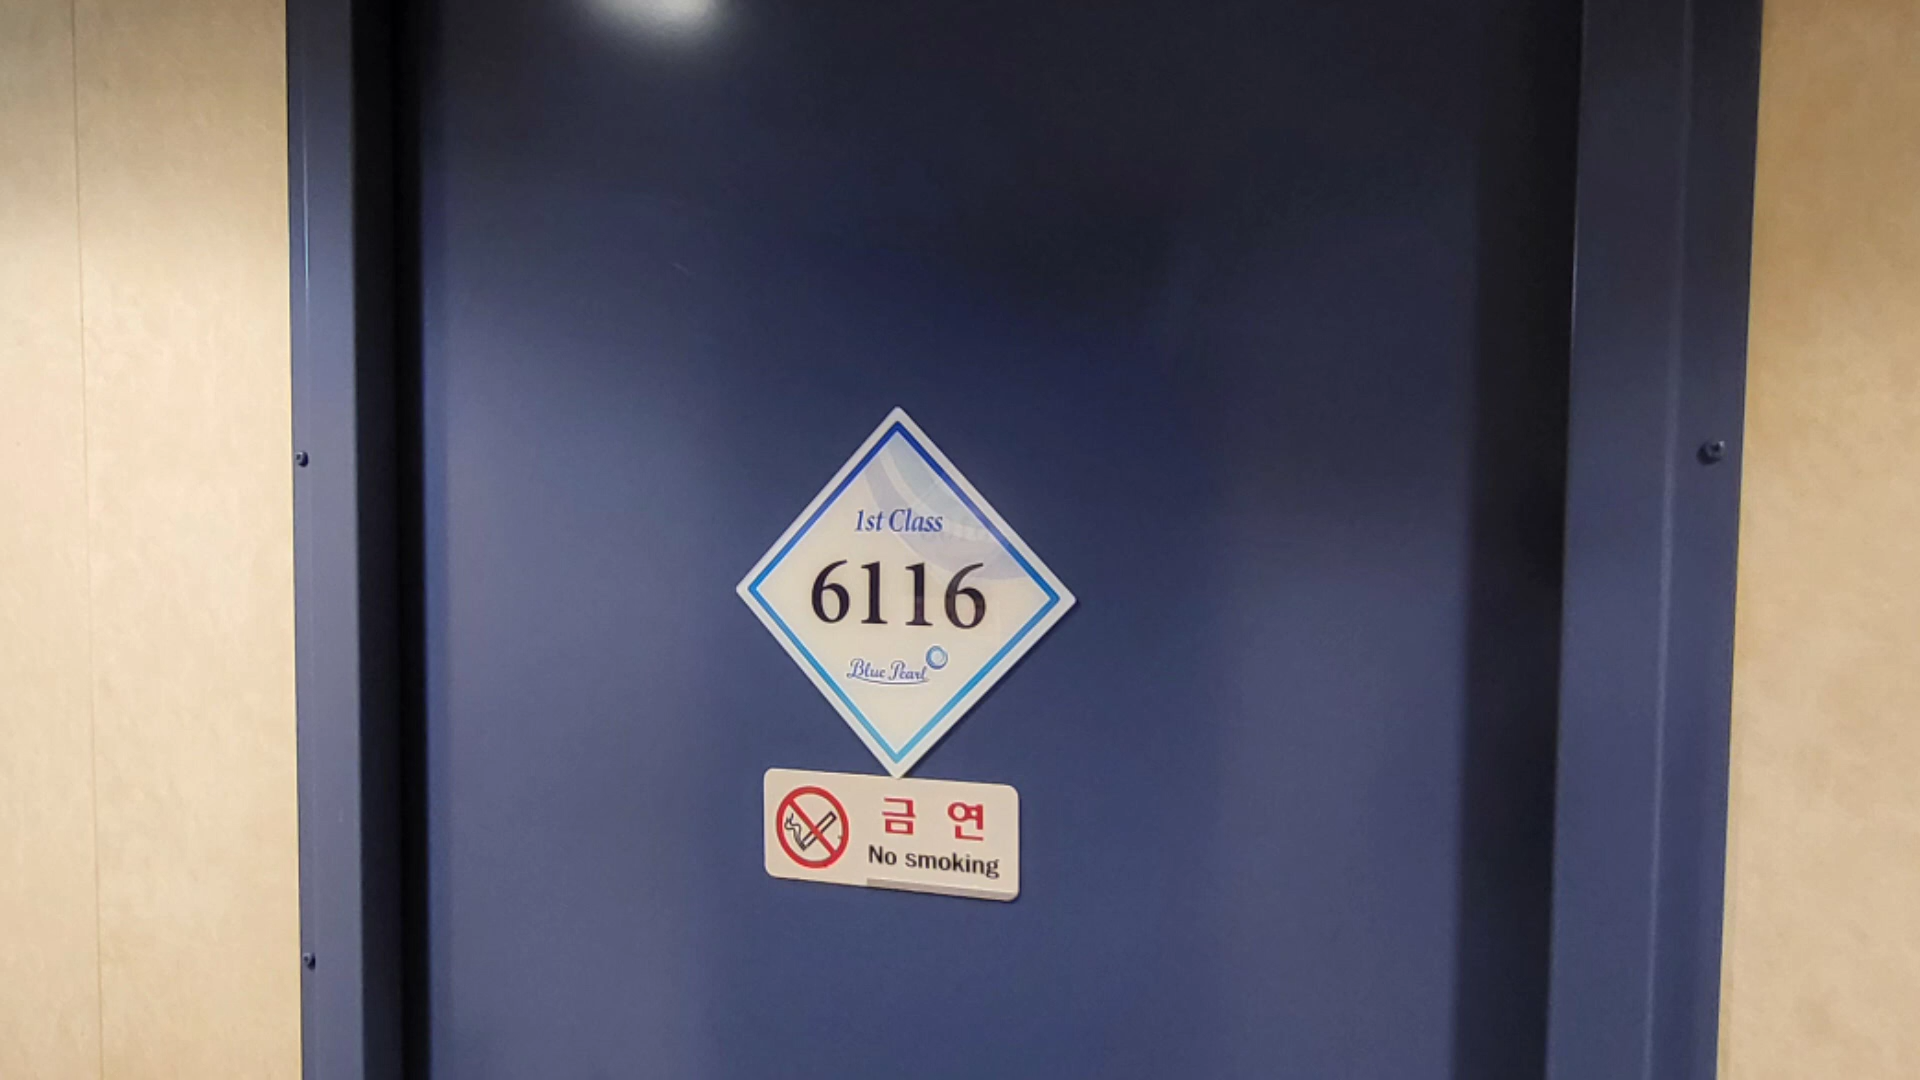 1st Class
6116
Blue Pearl
금 연
No smoking